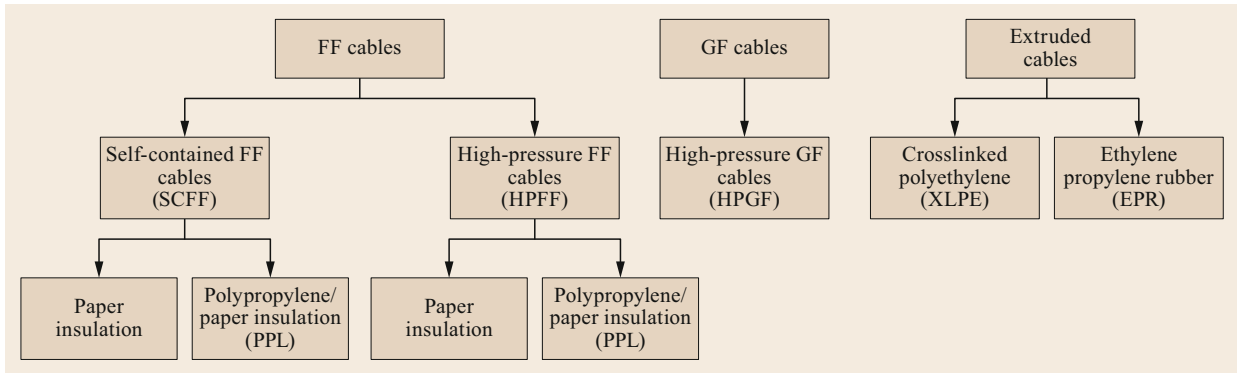 FF cables
GF cables
Extruded
cables
Self-contained FF
cables
(SCFF)
High-pressure FF
cables
(HPFF)
High-pressure GF
cables
(HPGF)
Crosslinked
polyethylene
(XLPE)
Ethylene
propylene rubber
(EPR)
Paper
insulation
Polypropylene/
paper insulation
(PPL)
Paper
insulation
Polypropylene/
paper insulation
(PPL)